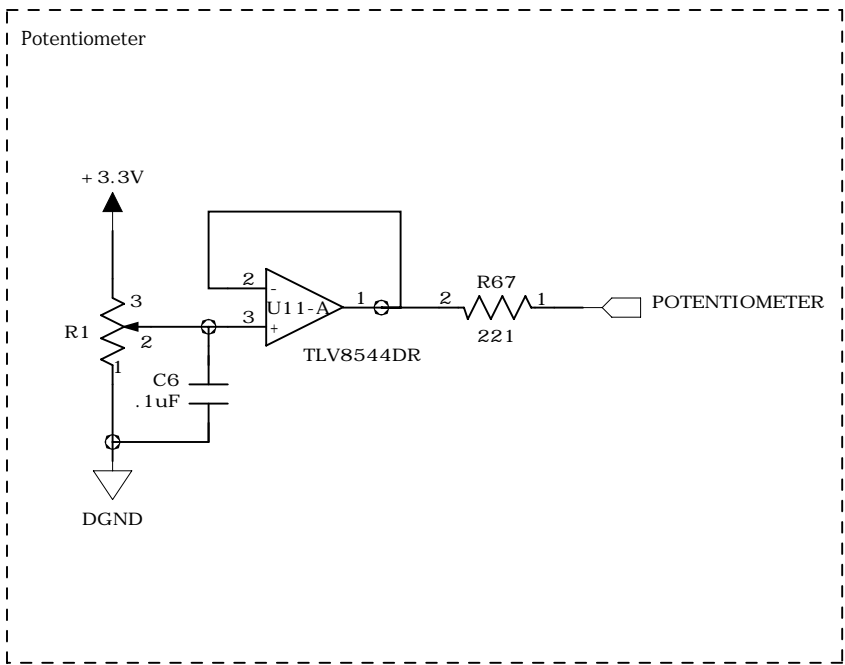 Potentiometer
+3.3V
2
-
R67
3
U11-A
1
2
1
POTENTIOMETER
R1
2
3
+
221
1
TLV8544DR
C6
.1uF
DGND